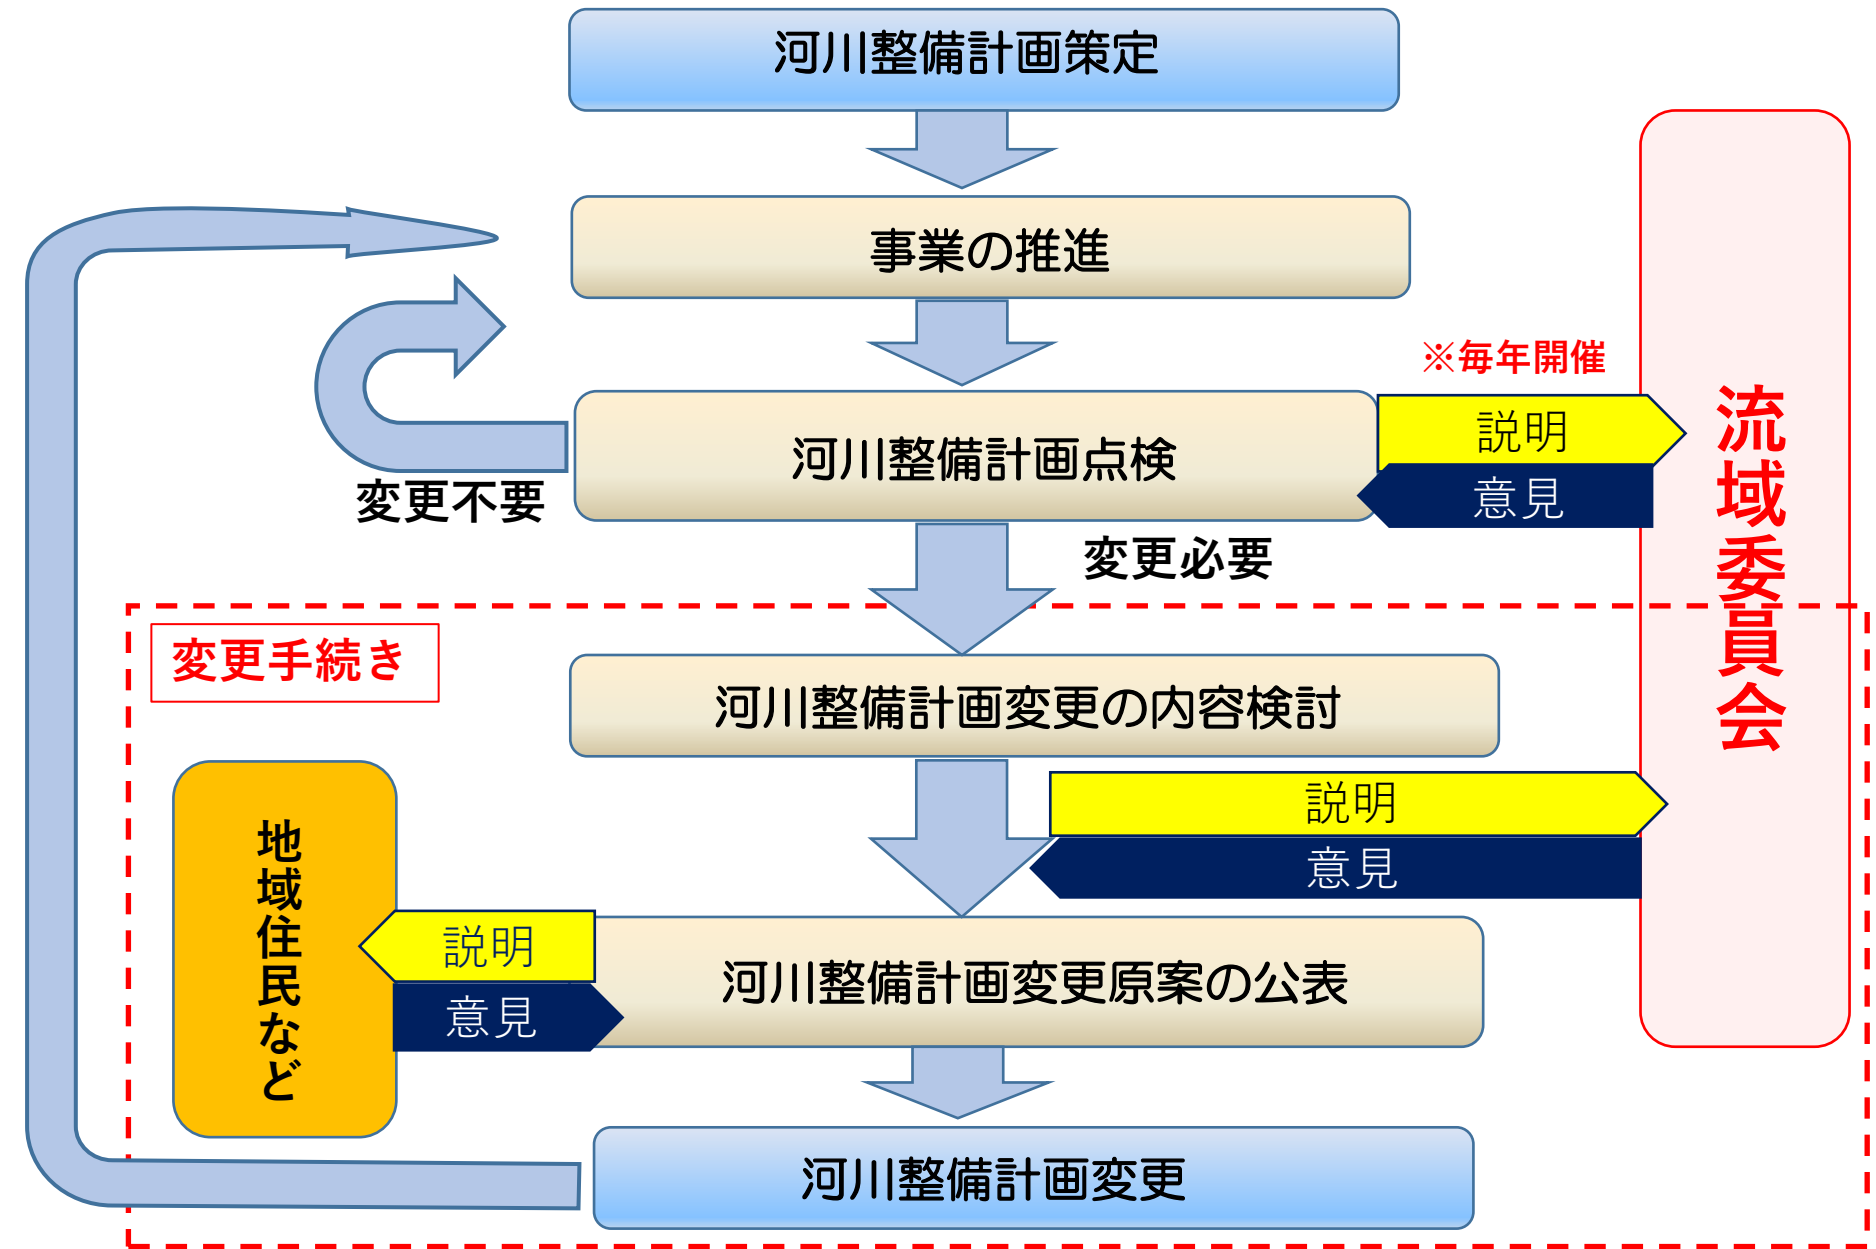 河川整備計画策定
事業の推進
※毎年開催
河川整備計画点検
説明
意見
流域委員会
変更不要
変更必要
変更手続き
河川整備計画変更の内容検討
説明
意見
地域住民など
説明
意見
河川整備計画変更原案の公表
河川整備計画変更